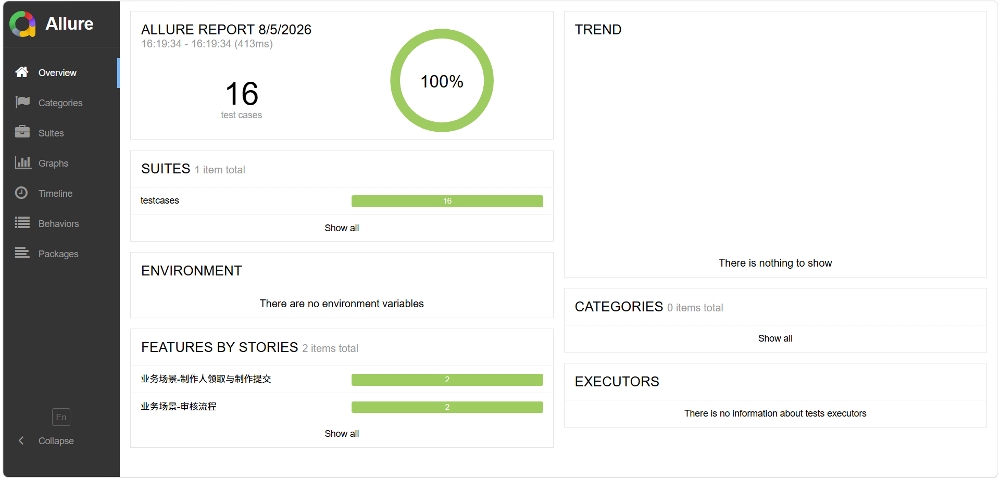 Allure
Overview
Categories
Suites
Graphs
Timeline
Behaviors
Packages
En
Collapse
ALLURE REPORT 8/5/2026
16:19:34 - 16:19:34 (413ms)
16
test cases
100%
SUITES 1 item total
testcases 16
Show all
ENVIRONMENT
There are no environment variables
FEATURES BY STORIES 2 items total
业务场景-制作人领取与制作提交 2
业务场景-审核流程 2
Show all
TREND
There is nothing to show
CATEGORIES 0 items total
Show all
EXECUTORS
There is no information about tests executors